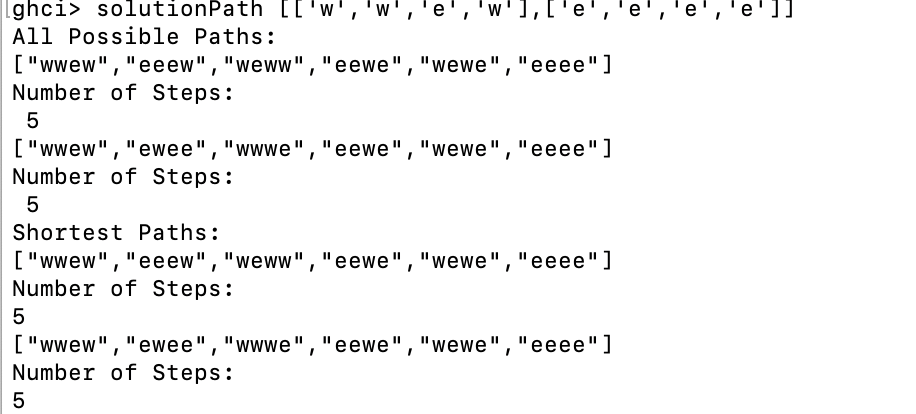 [ghci> solutionPath [['w','w','e','w'],['e','e','e','e']]
All Possible Paths:
["wwew","eeew","weww","eewe","wewe","eeee"]
Number of Steps:
 5
["wwew","ewee","wwwe","eewe","wewe","eeee"]
Number of Steps:
 5
Shortest Paths:
["wwew","eeew","weww","eewe","wewe","eeee"]
Number of Steps:
5
["wwew","ewee","wwwe","eewe","wewe","eeee"]
Number of Steps:
5